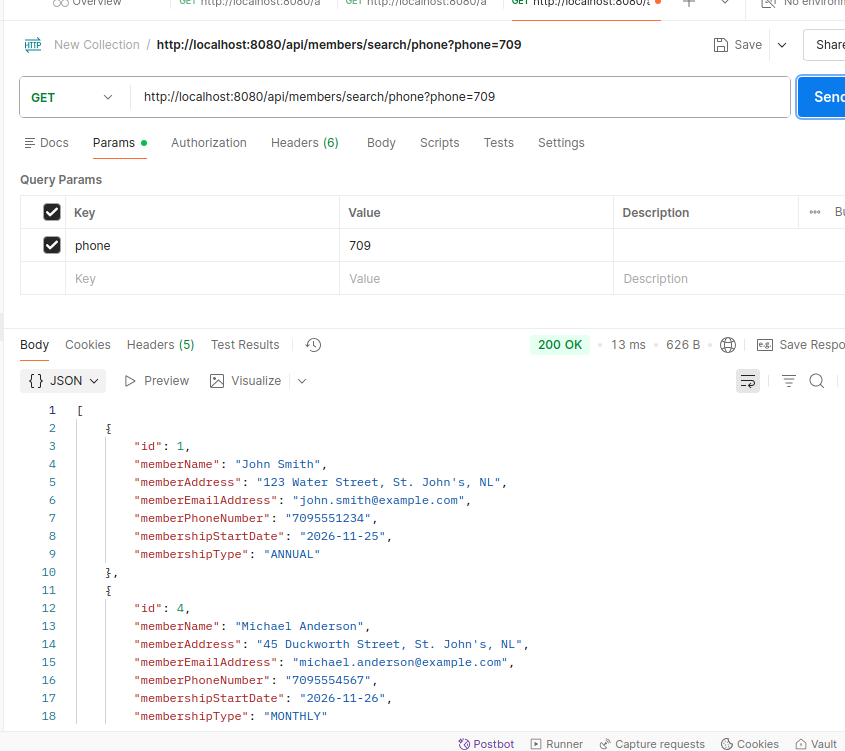 Overview GET http://localhost:8080/a GET http://localhost:8080/a GET http://localhost:8080/a No environm
HTTP New Collection / http://localhost:8080/api/members/search/phone?phone=709 Save Share
GET http://localhost:8080/api/members/search/phone?phone=709 Send
Docs Params Authorization Headers (6) Body Scripts Tests Settings
Query Params
Key Value Description Bu
phone 709
Key Value Description
Body Cookies Headers (5) Test Results 200 OK 13 ms 626 B e.g. Save Respo
{} JSON Preview Visualize
1 [
2 {
3 "id": 1,
4 "memberName": "John Smith",
5 "memberAddress": "123 Water Street, St. John's, NL",
6 "memberEmailAddress": "john.smith@example.com",
7 "memberPhoneNumber": "7095551234",
8 "membershipStartDate": "2026-11-25",
9 "membershipType": "ANNUAL"
10 },
11 {
12 "id": 4,
13 "memberName": "Michael Anderson",
14 "memberAddress": "45 Duckworth Street, St. John's, NL",
15 "memberEmailAddress": "michael.anderson@example.com",
16 "memberPhoneNumber": "7095554567",
17 "membershipStartDate": "2026-11-26",
18 "membershipType": "MONTHLY"
Postbot Runner Capture requests Cookies Vault